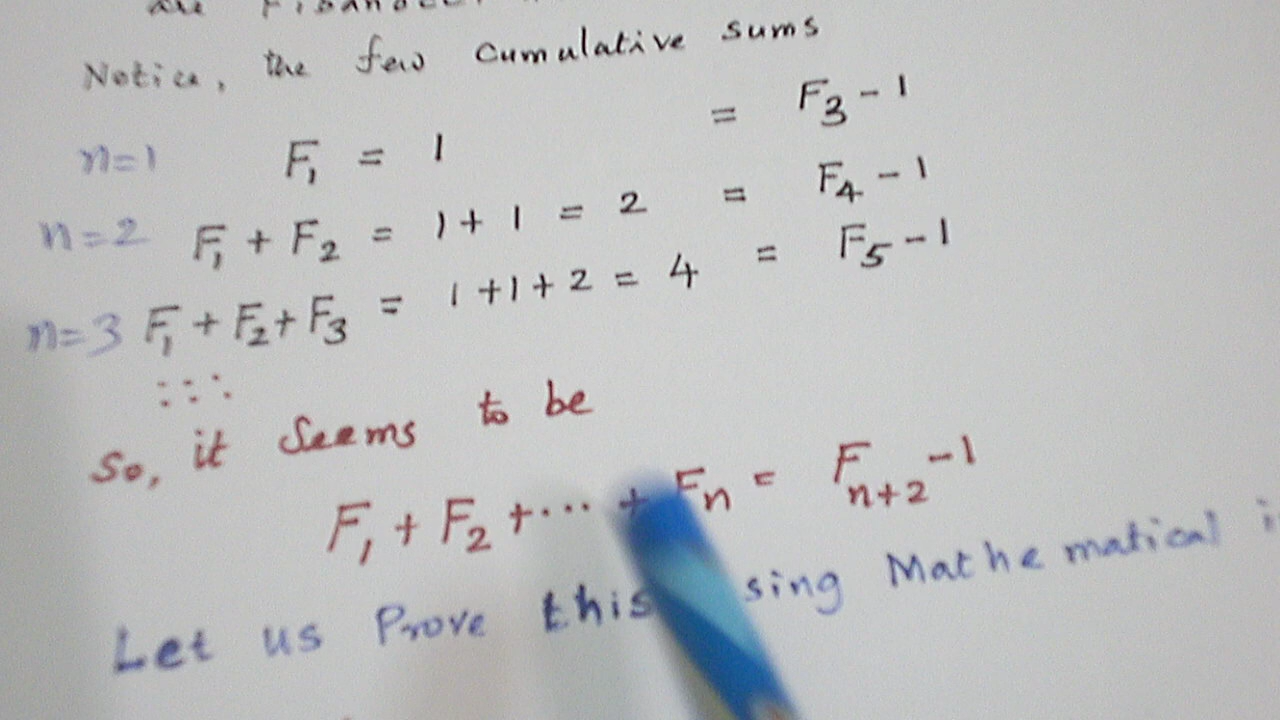 are
Notice, the few cumulative sums
n=1 F₁ = 1 = F₃ - 1
n=2 F₁ + F₂ = 1 + 1 = 2 = F₄ - 1
n=3 F₁ + F₂ + F₃ = 1 + 1 + 2 = 4 = F₅ - 1
So, it seems to be
F₁ + F₂ + ... + Fₙ = Fₙ₊₂ - 1
Let us Prove this Mathematical